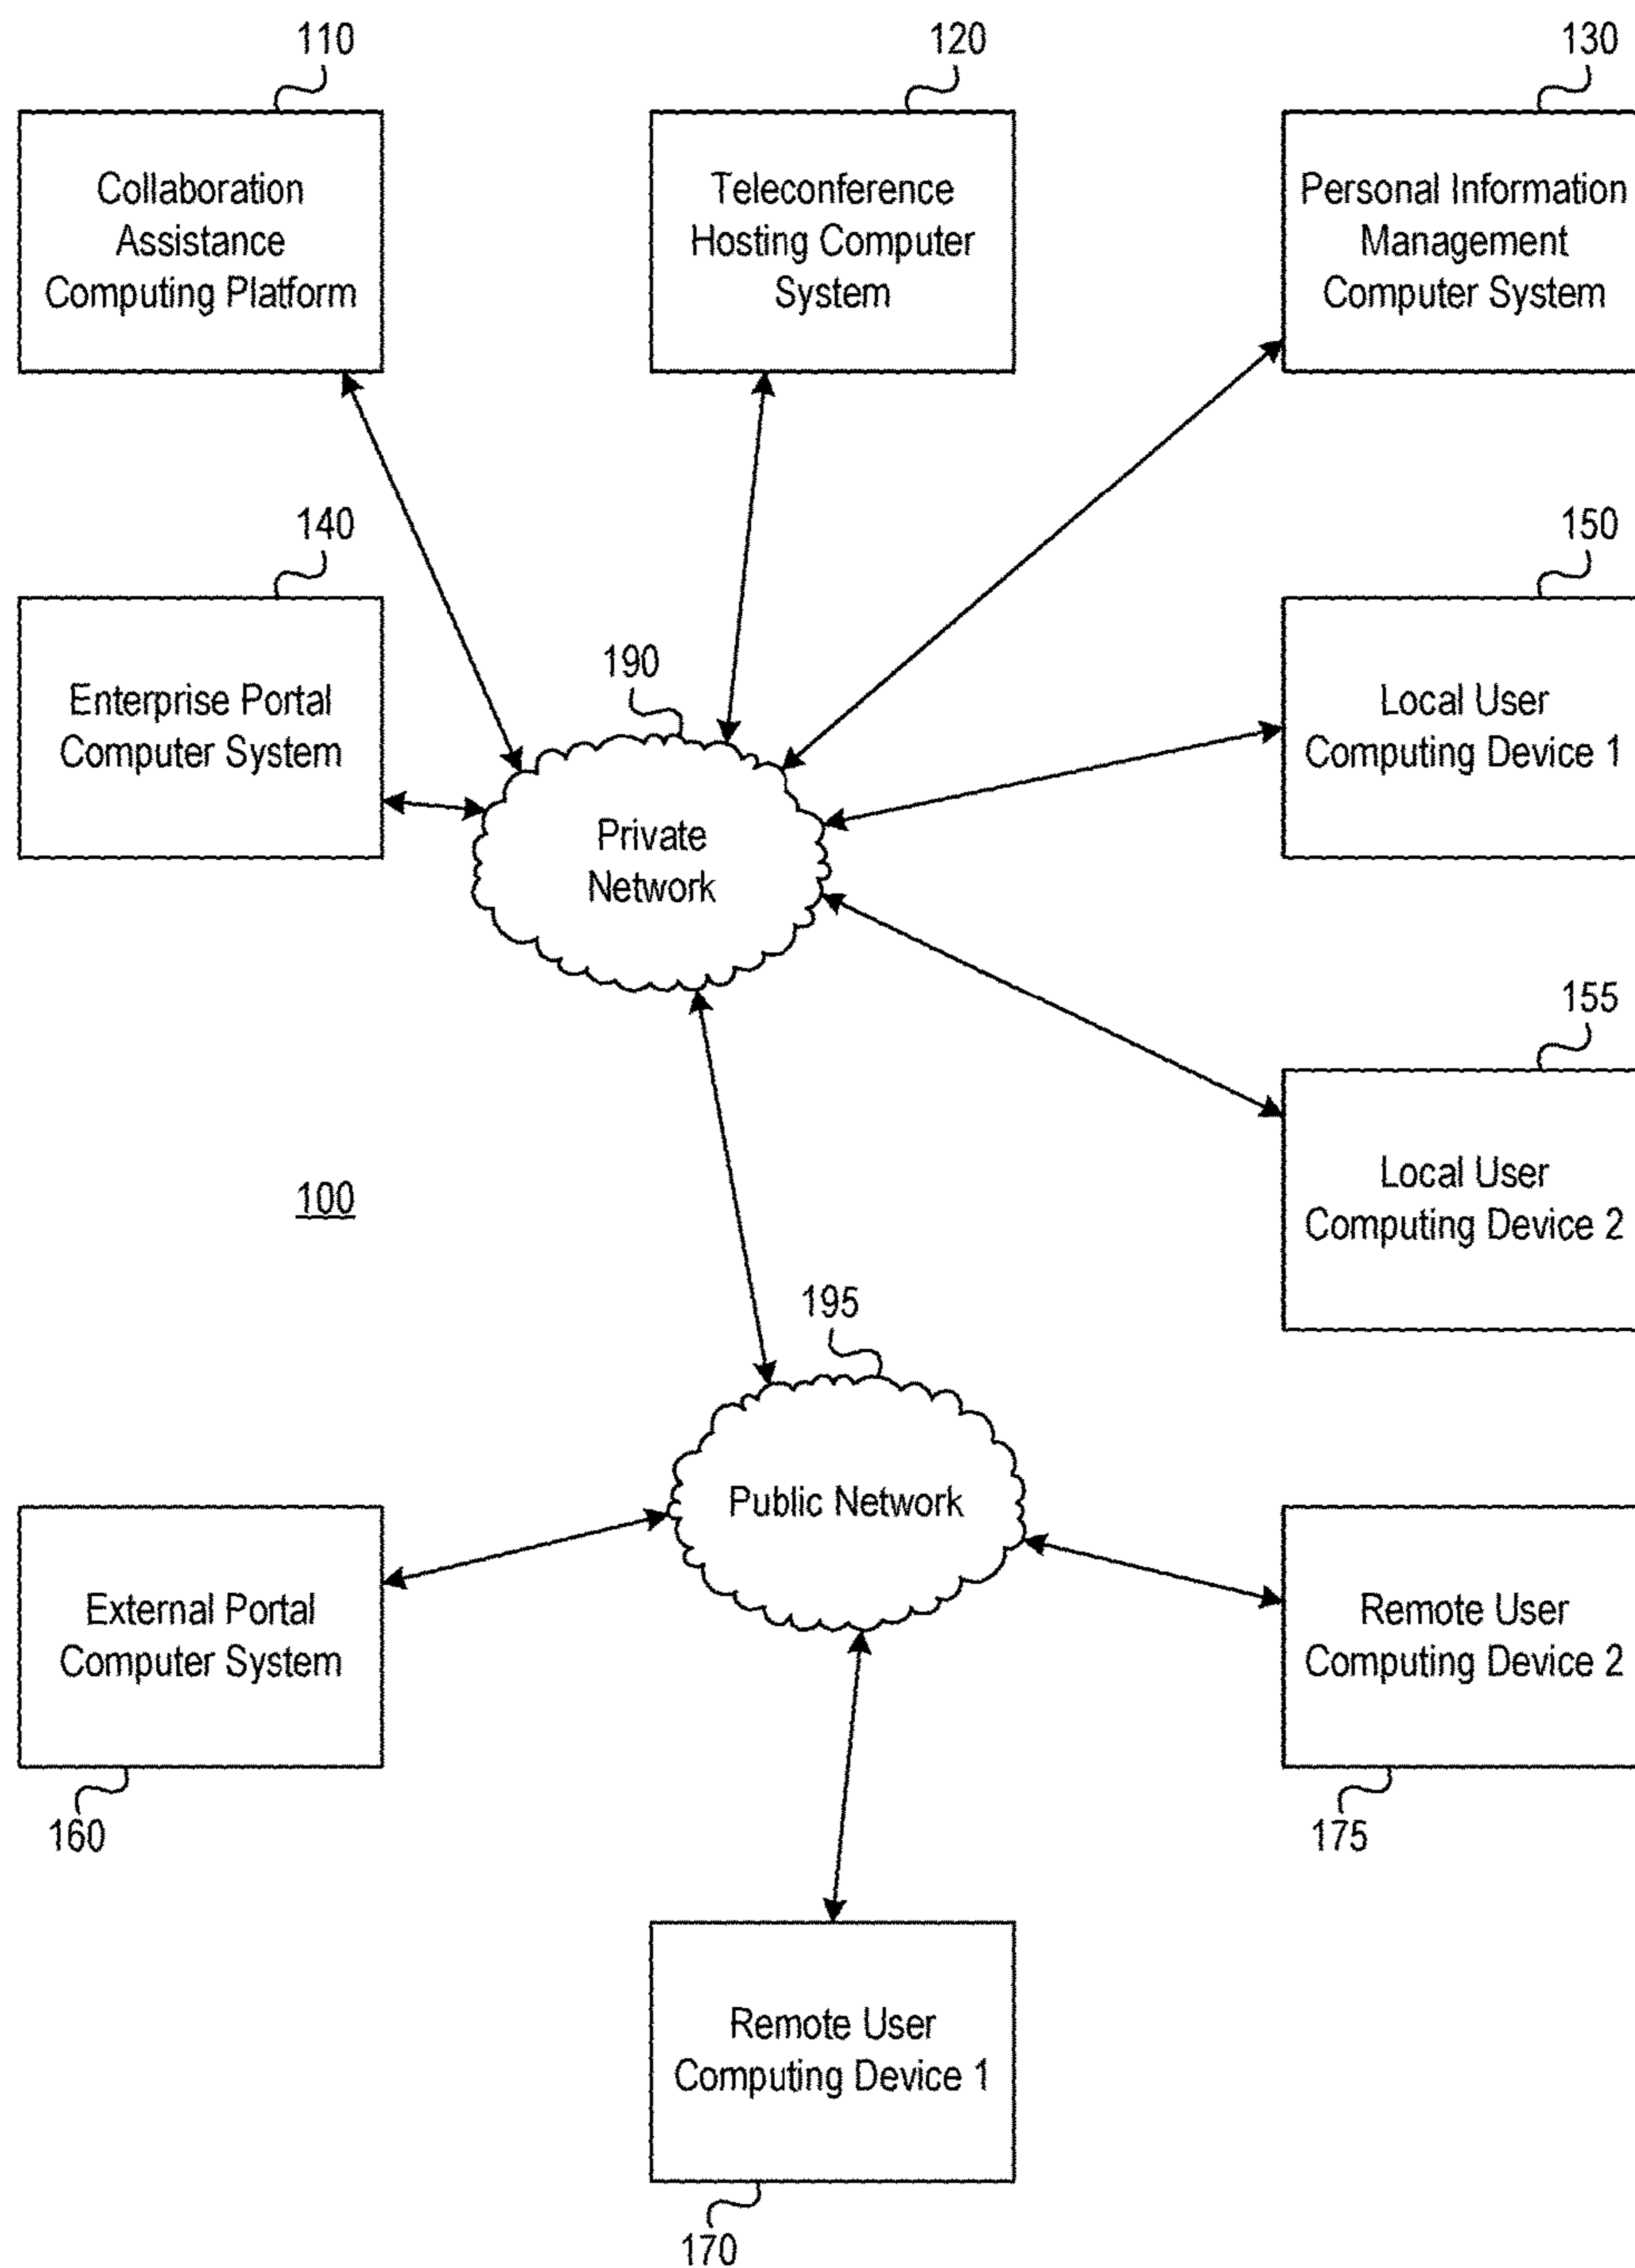 110
120
130
Collaboration
Assistance
Computing Platform
Teleconference
Hosting Computer
System
Personal Information
Management
Computer System
140
150
Enterprise Portal
Computer System
190
Local User
Computing Device 1
Private
Network
155
Local User
Computing Device 2
100
195
Public Network
External Portal
Computer System
Remote User
Computing Device 2
160
175
Remote User
Computing Device 1
170